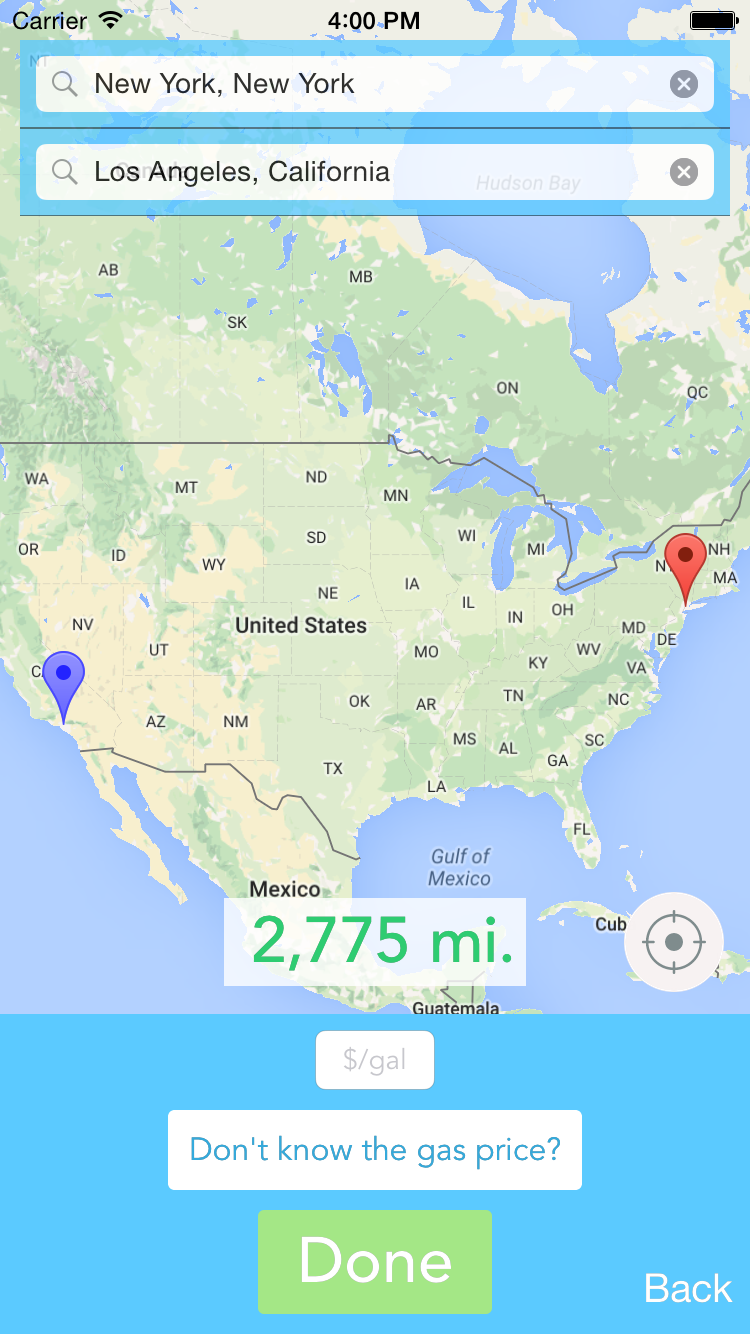 Carrier 4:00 PM
NT
New York, New York
Canada
Los Angeles, California
Hudson Bay
AB
MB
SK
ON
QC
WA
MT
ND
MN
OR
ID
WY
SD
WI
MI
NY
NH
MA
NE
IA
IL
IN
OH
NV
United States
MD
DE
UT
MO
KY
WV
VA
CA
OK
AR
TN
NC
AZ
NM
MS
AL
SC
GA
TX
LA
FL
Gulf of
Mexico
Mexico
Cub
2,775 mi.
Guatemala
$/gal
Don't know the gas price?
Done
Back